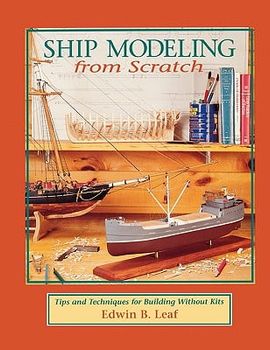 SHIP MODELING
from Scratch
Tips and Techniques for Building Without Kits
Edwin B. Leaf